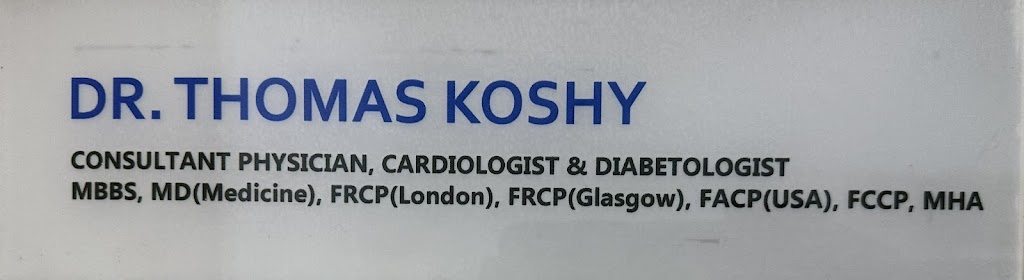 DR. THOMAS KOSHY
CONSULTANT PHYSICIAN, CARDIOLOGIST & DIABETOLOGIST
MBBS, MD(Medicine), FRCP(London), FRCP(Glasgow), FACP(USA), FCCP, MHA